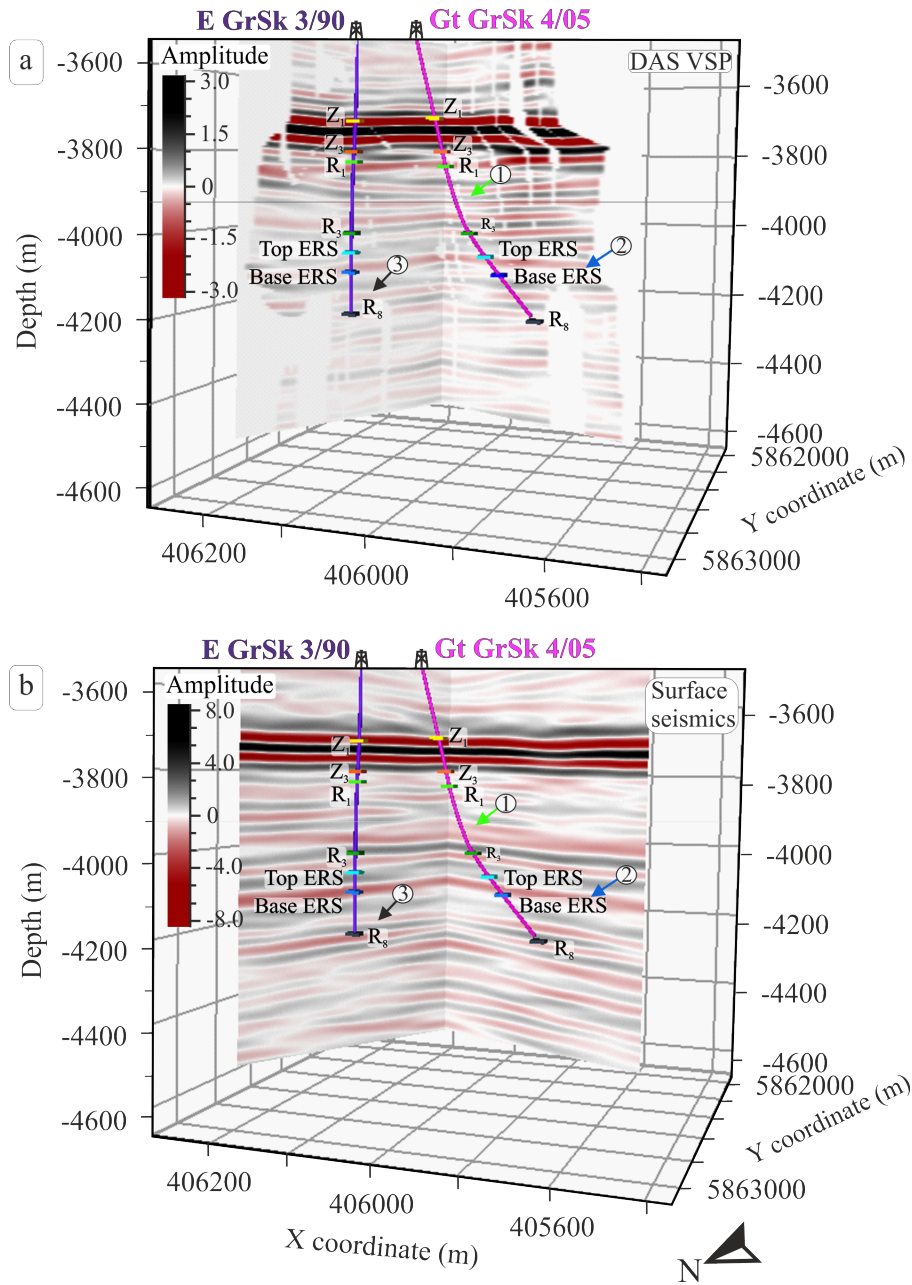 E GrSk 3/90 Gt GrSk 4/05
a
DAS VSP
Amplitude
3.0
1.5
0
-1.5
-3.0
-3600
-3800
-4000
-4200
-4400
-4600
Depth (m)
Z₁ Z₁
Z₃ Z₃
R₁ R₁
①
R₃ R₃
Top ERS Top ERS
②
Base ERS Base ERS
③
R₈ R₈
-3600
-3800
-4000
-4200
-4400
-4600
5862000
5863000
Y coordinate (m)
406200
406000
405600
E GrSk 3/90 Gt GrSk 4/05
b
Surface
seismics
Amplitude
8.0
4.0
0
-4.0
-8.0
-3600
-3800
-4000
-4200
-4400
-4600
Depth (m)
Z₁ Z₁
Z₃ Z₃
R₁ R₁
①
R₃ R₃
Top ERS Top ERS
②
Base ERS Base ERS
③
R₈ R₈
-3600
-3800
-4000
-4200
-4400
-4600
5862000
5863000
Y coordinate (m)
406200
406000
405600
X coordinate (m)
N